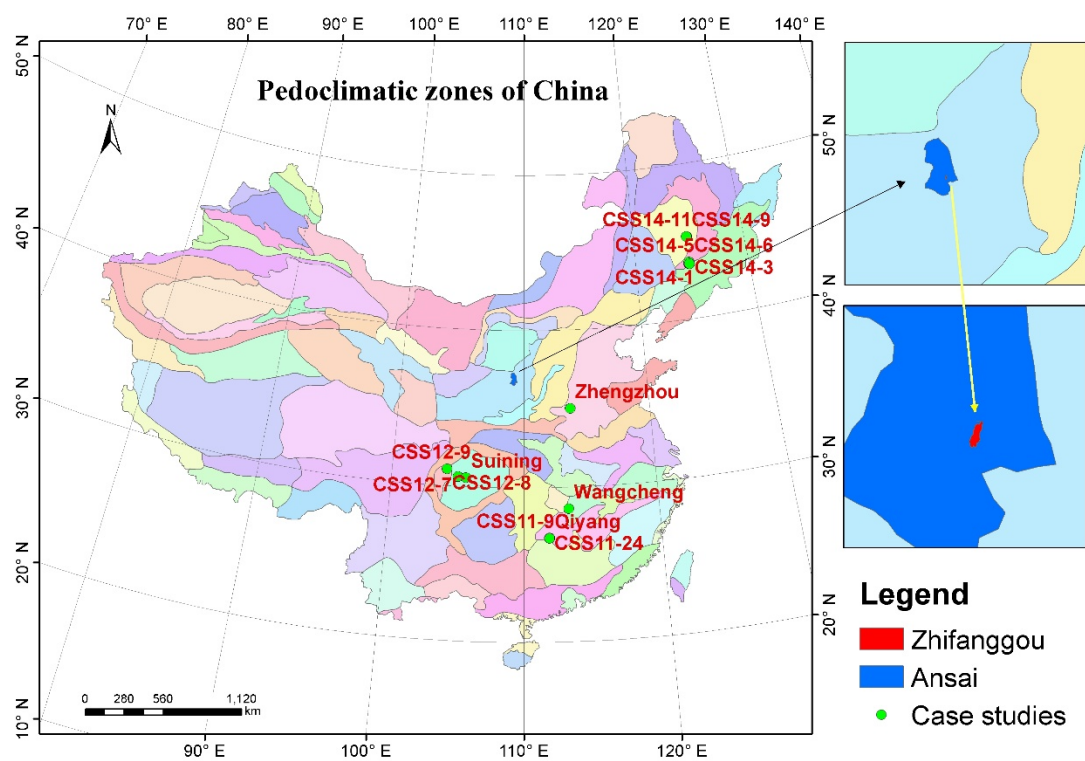 70° E 80° E 90° E 100° E 110° E 120° E 130° E 140° E
50° N
40° N
30° N
20° N
10° N
Pedoclimatic zones of China
N
CSS14-11 CSS14-9
CSS14-5 CSS14-6
CSS14-1 CSS14-3
Zhengzhou
CSS12-9 Suining
CSS12-7 CSS12-8
Wangcheng
CSS11-9 Qiyang
CSS11-24
0 280 560 1,120
km
50° N
40° N
30° N
20° N
90° E 100° E 110° E 120° E
Legend
Zhifanggou
Ansai
Case studies